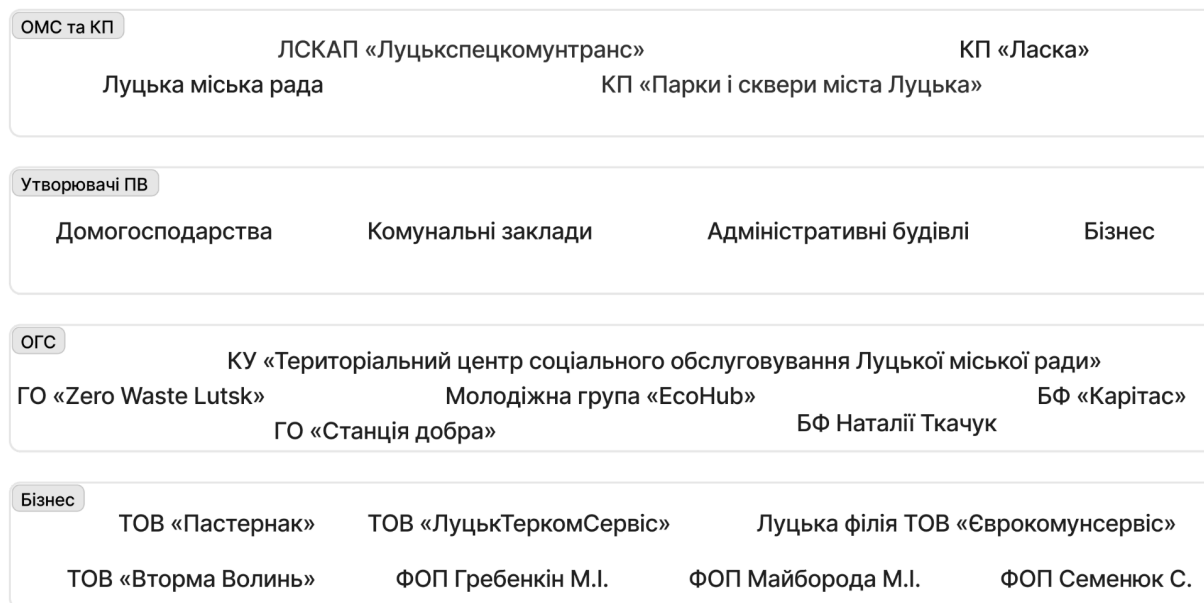 ОМС та КП
ЛСКАП «Луцькспецкомунтранс» КП «Ласка»
Луцька міська рада КП «Парки і сквери міста Луцька»
Утворювачі ПВ
Домогосподарства Комунальні заклади Адміністративні будівлі Бізнес
ОГС
КУ «Територіальний центр соціального обслуговування Луцької міської ради»
ГО «Zero Waste Lutsk» Молодіжна група «EcoHub» БФ «Карітас»
ГО «Станція добра» БФ Наталії Ткачук
Бізнес
ТОВ «Пастернак» ТОВ «ЛуцькТеркомСервіс» Луцька філія ТОВ «Єврокомунсервіс»
ТОВ «Вторма Волинь» ФОП Гребенкін М.І. ФОП Майборода М.І. ФОП Семенюк С.